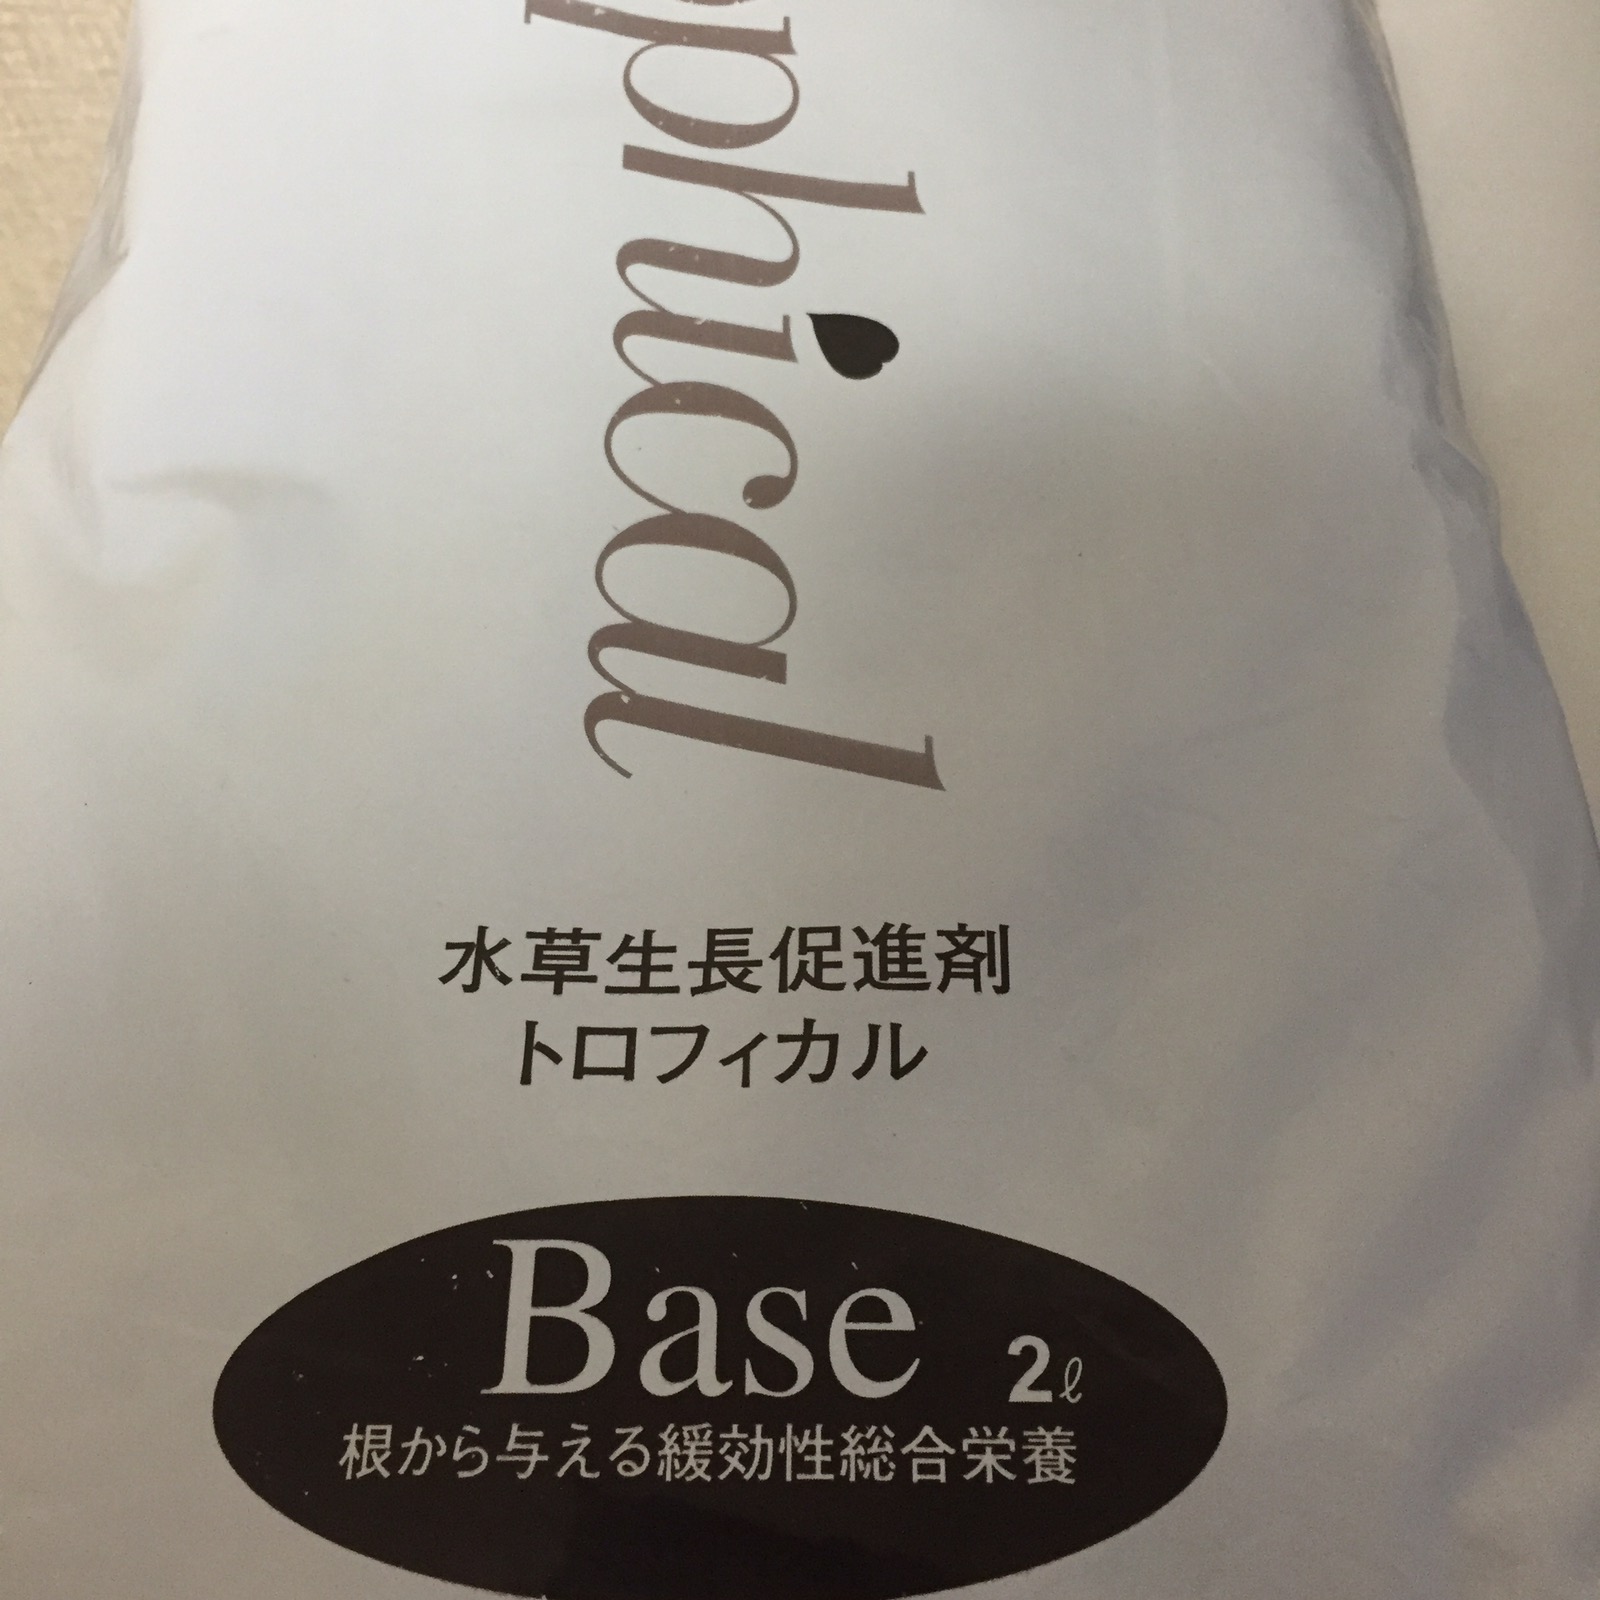 phical
水草生長促進剤
トロフィカル
Base 2ℓ
根から与える緩効性総合栄養